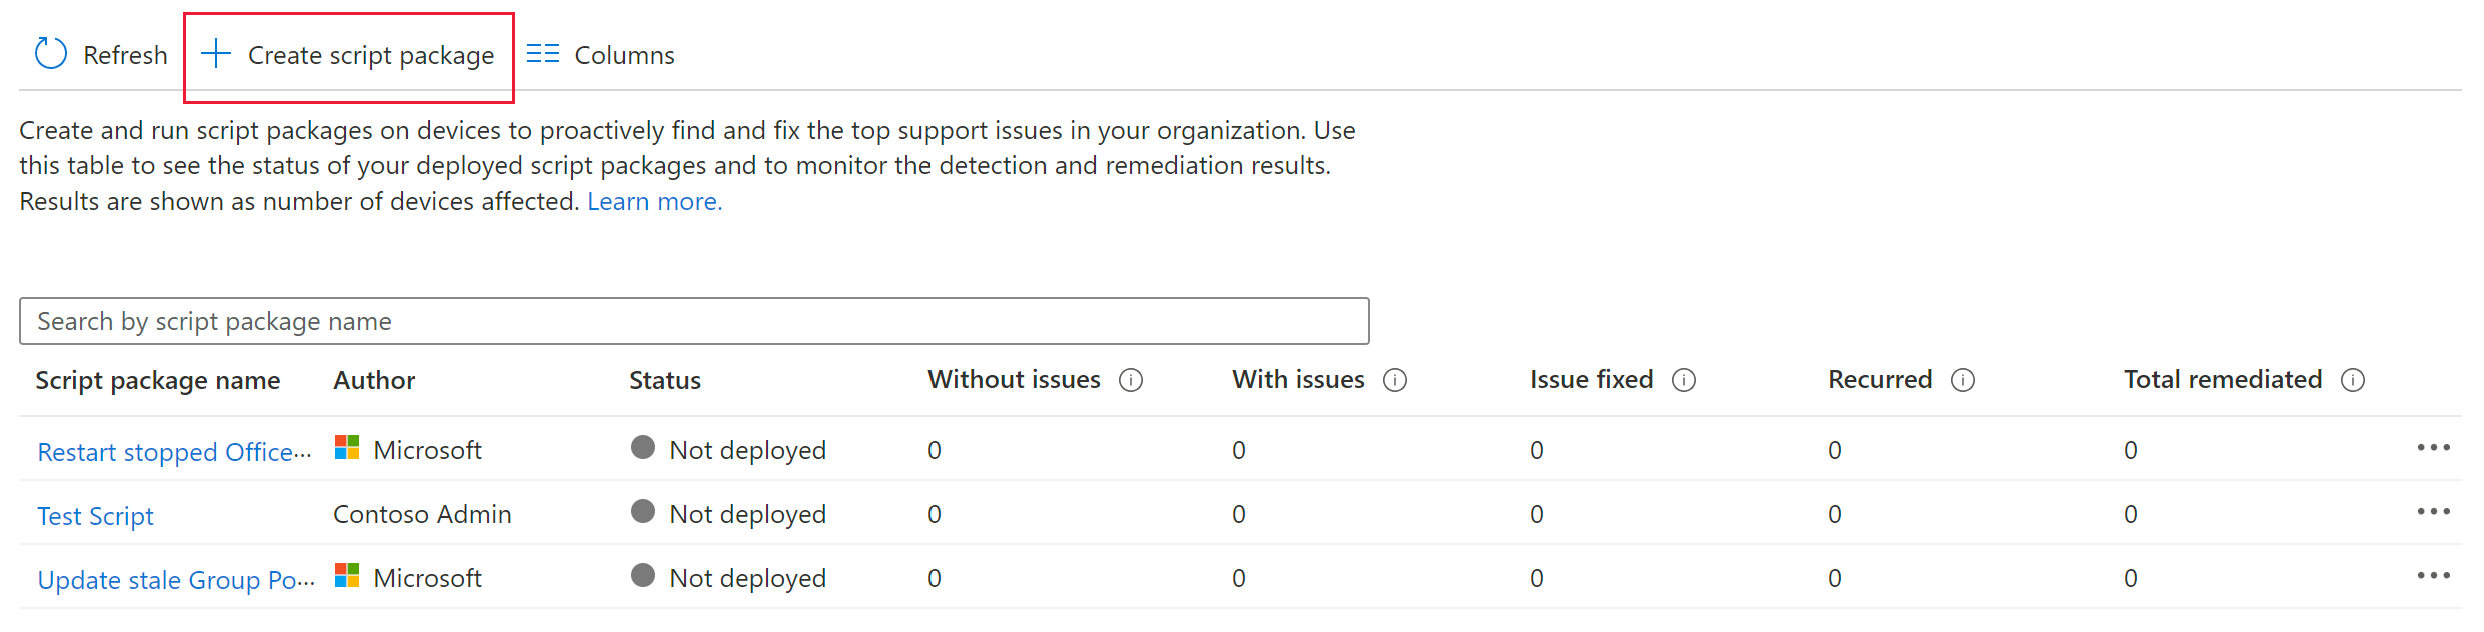 Refresh Create script package Columns
Create and run script packages on devices to proactively find and fix the top support issues in your organization. Use
this table to see the status of your deployed script packages and to monitor the detection and remediation results.
Results are shown as number of devices affected. Learn more.
Search by script package name
Script package name Author Status Without issues With issues Issue fixed Recurred Total remediated
Restart stopped Office... Microsoft Not deployed 0 0 0 0 0
Test Script Contoso Admin Not deployed 0 0 0 0 0
Update stale Group Po... Microsoft Not deployed 0 0 0 0 0